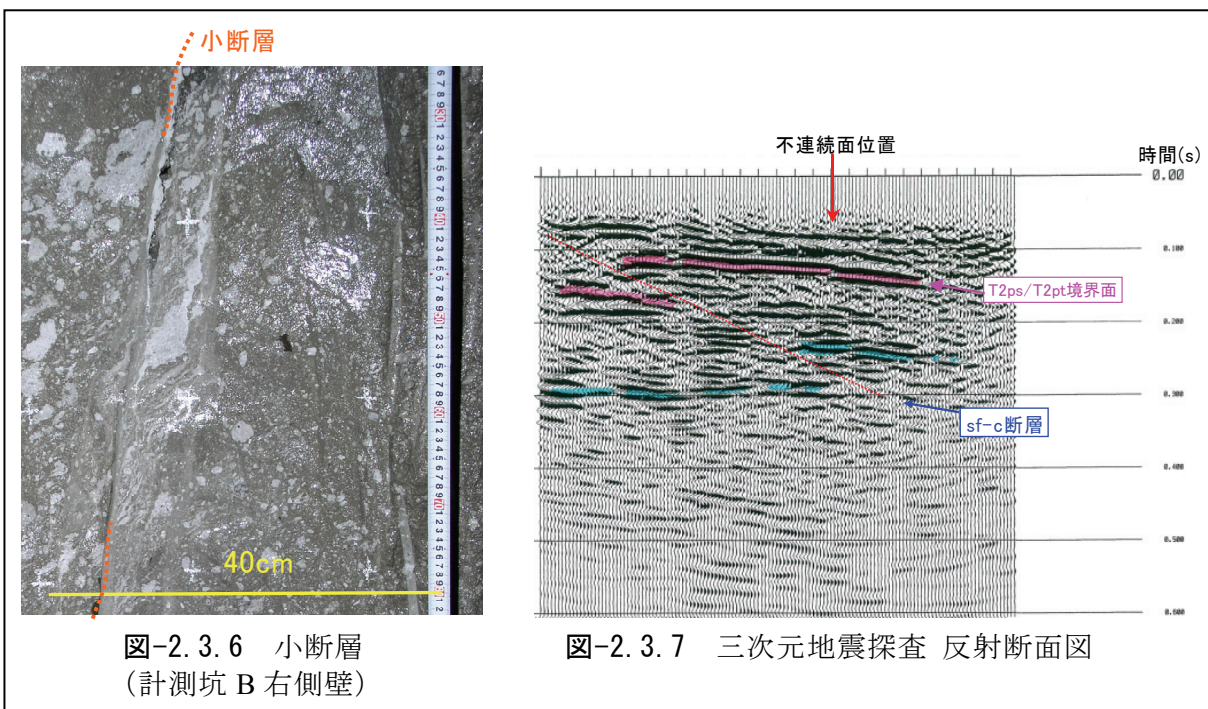 小断層
40cm
図-2.3.6 小断層
(計測坑 B 右側壁)
不連続面位置
時間(s)
0.00
0.100
T2ps/T2pt境界面
0.200
0.300
sf-c断層
0.400
0.500
図-2.3.7 三次元地震探査 反射断面図